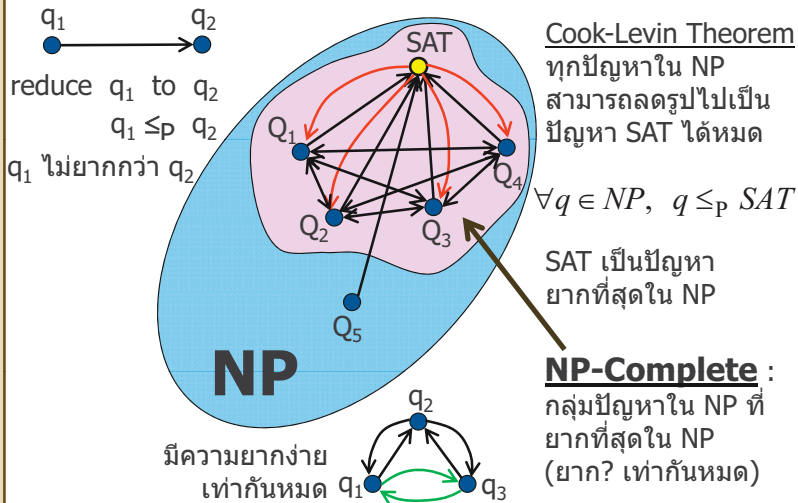 q₁ q₂
reduce q₁ to q₂
q₁ ≤P q₂
q₁ ไม่ยากกว่า q₂
SAT
Q₁
Q₄
Q₂
Q₃
Q₅
NP
Cook-Levin Theorem
ทุกปัญหาใน NP
สามารถลดรูปไปเป็น
ปัญหา SAT ได้หมด
∀q ∈ NP, q ≤P SAT
SAT เป็นปัญหา
ยากที่สุดใน NP
NP-Complete :
กลุ่มปัญหาใน NP ที่
ยากที่สุดใน NP
(ยาก? เท่ากันหมด)
มีความยากง่าย
เท่ากันหมด
q₂
q₁
q₃